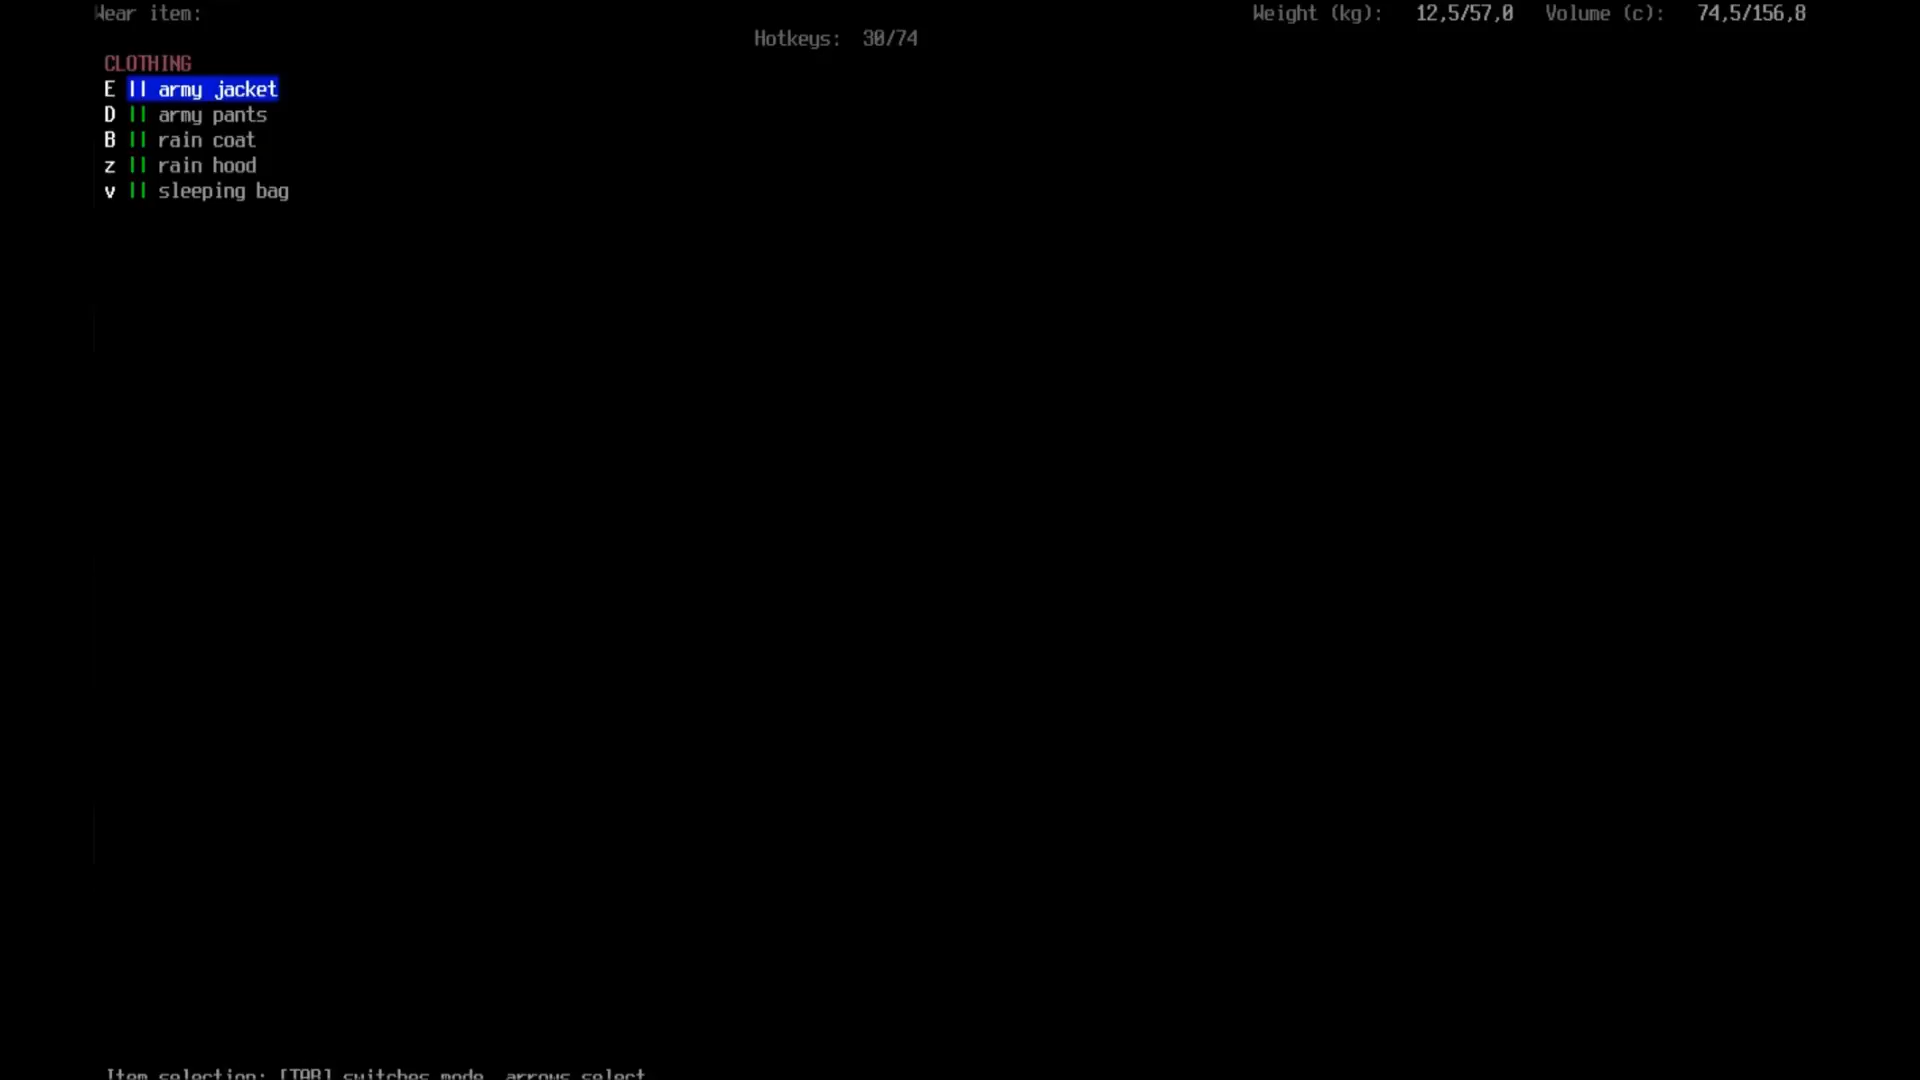 Wear item: Weight (kg): 12,5/57,0 Volume (c): 74,5/156,8
Hotkeys: 30/74
CLOTHING
E || army jacket
D || army pants
B || rain coat
z || rain hood
v || sleeping bag
Item selection: [TAB] switches mode, arrows select